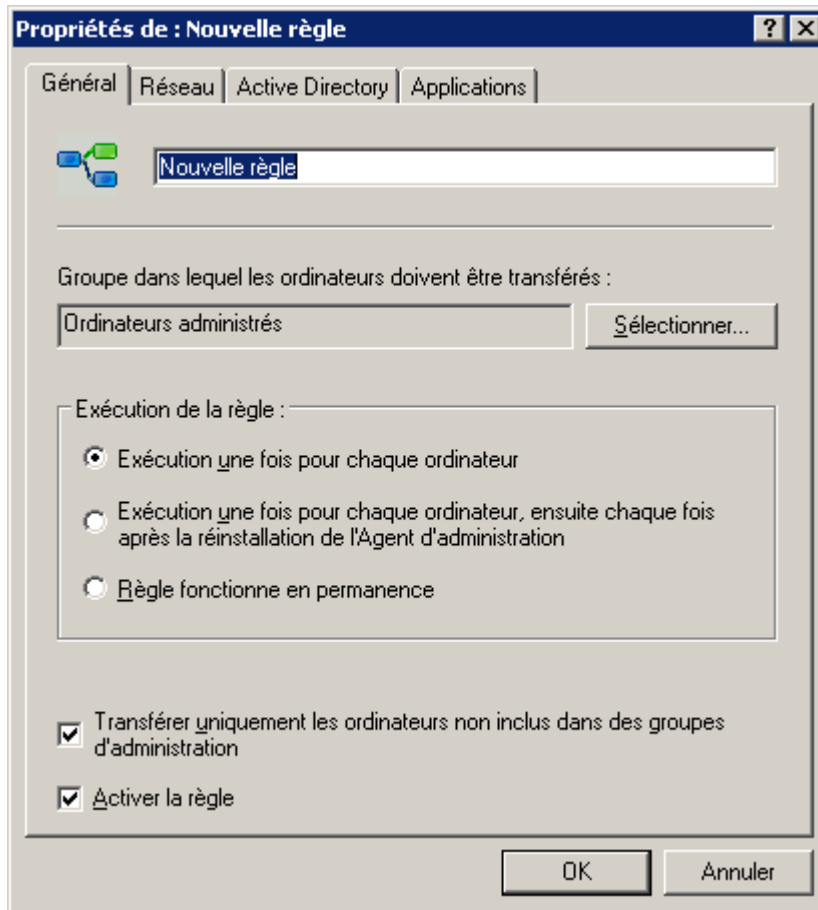 Propriétés de : Nouvelle règle
Général Réseau Active Directory Applications
Nouvelle règle
Groupe dans lequel les ordinateurs doivent être transférés :
Ordinateurs administrés Sélectionner...
Exécution de la règle :
Exécution une fois pour chaque ordinateur
Exécution une fois pour chaque ordinateur, ensuite chaque fois
après la réinstallation de l'Agent d'administration
Règle fonctionne en permanence
Transférer uniquement les ordinateurs non inclus dans des groupes
d'administration
Activer la règle
OK Annuler